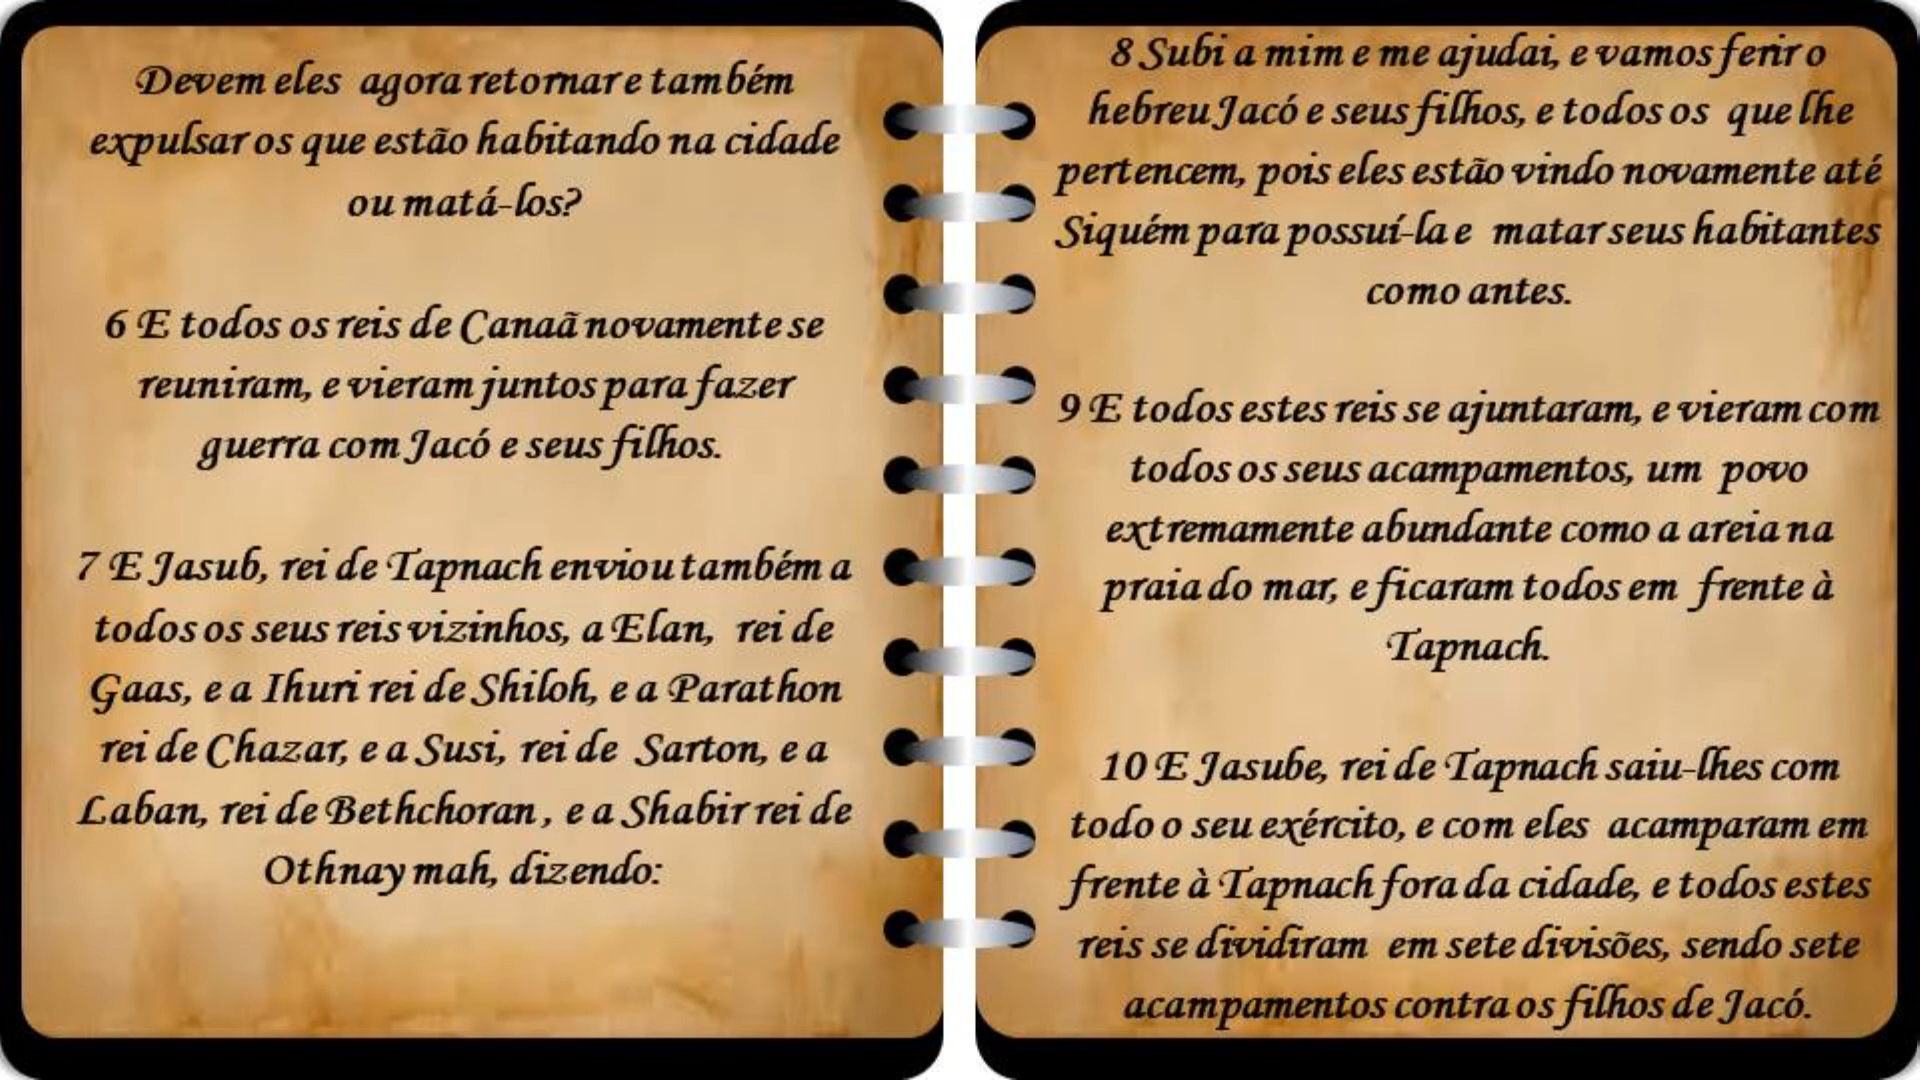 Devem eles agora retornar e também
expulsar os que estão habitando na cidade
ou matá-los?
6 E todos os reis de Canaã novamente se
reuniram, e vieram juntos para fazer
guerra com Jacó e seus filhos.
7 E Jasub, rei de Tapnach enviou também a
todos os seus reis vizinhos, a Elan, rei de
Gaas, e a Ihuri rei de Shiloh, e a Parathon
rei de Chazar, e a Susi, rei de Sarton, e a
Laban, rei de Bethchoran , e a Shabir rei de
Othnay mah, dizendo:
8 Subi a mim e me ajudai, e vamos ferir o
hebreu Jacó e seus filhos, e todos os que lhe
pertencem, pois eles estão vindo novamente até
Siquém para possuí-la e matar seus habitantes
como antes.
9 E todos estes reis se ajuntaram, e vieram com
todos os seus acampamentos, um povo
extremamente abundante como a areia na
praia do mar, e ficaram todos em frente à
Tapnach.
10 E Jasube, rei de Tapnach saiu-lhes com
todo o seu exército, e com eles acamparam em
frente à Tapnach fora da cidade, e todos estes
reis se dividiram em sete divisões, sendo sete
acampamentos contra os filhos de Jacó.